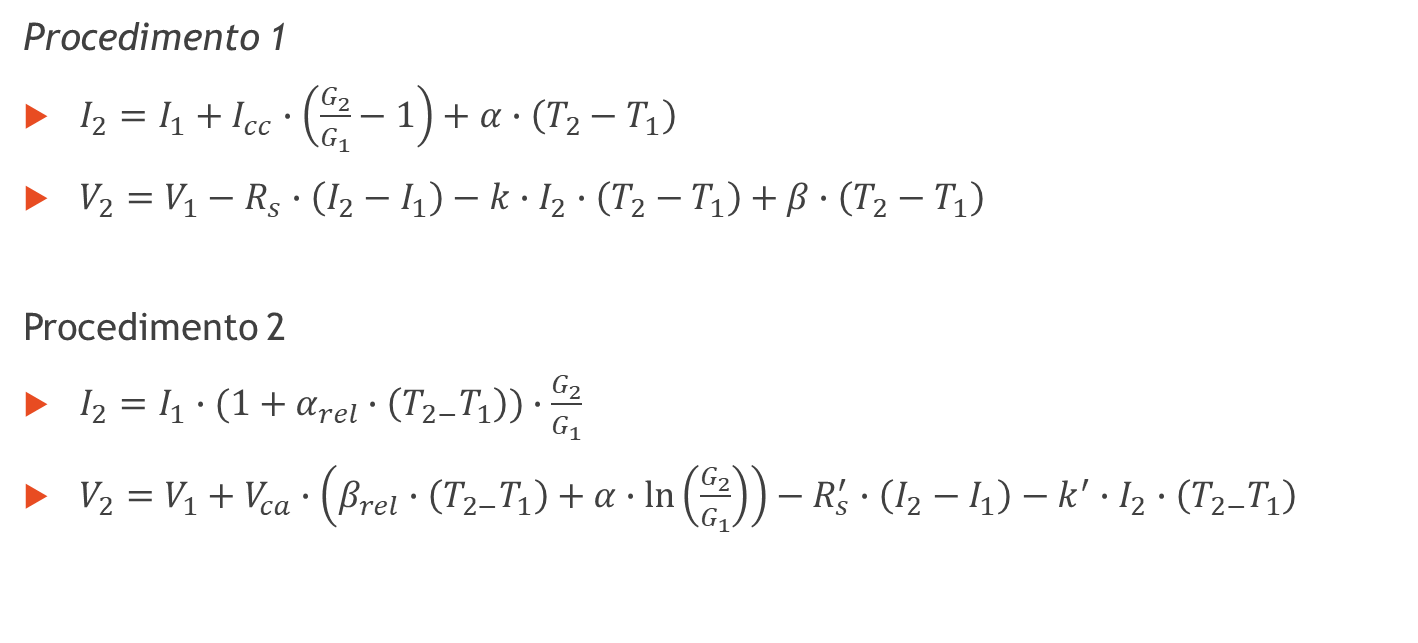 Procedimento 1
▶ I₂ = I₁ + I_cc · (G₂/G₁ − 1) + α · (T₂ − T₁)
▶ V₂ = V₁ − R_s · (I₂ − I₁) − k · I₂ · (T₂ − T₁) + β · (T₂ − T₁)
Procedimento 2
▶ I₂ = I₁ · (1 + α_rel · (T₂₋T₁)) · G₂/G₁
▶ V₂ = V₁ + V_ca · (β_rel · (T₂₋T₁) + α · ln(G₂/G₁)) − R′_s · (I₂ − I₁) − k′ · I₂ · (T₂₋T₁)